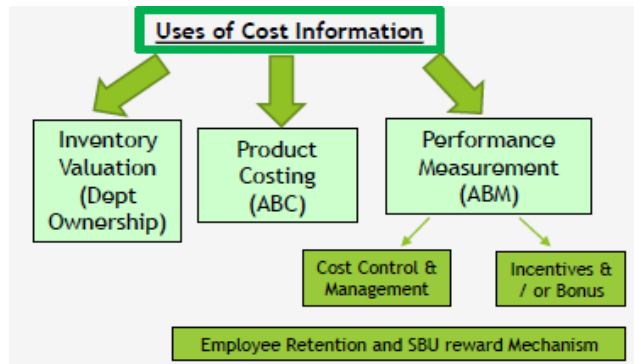 Uses of Cost Information
Inventory
Valuation
(Dept
Ownership)
Product
Costing
(ABC)
Performance
Measurement
(ABM)
Cost Control &
Management
Incentives &
/ or Bonus
Employee Retention and SBU reward Mechanism